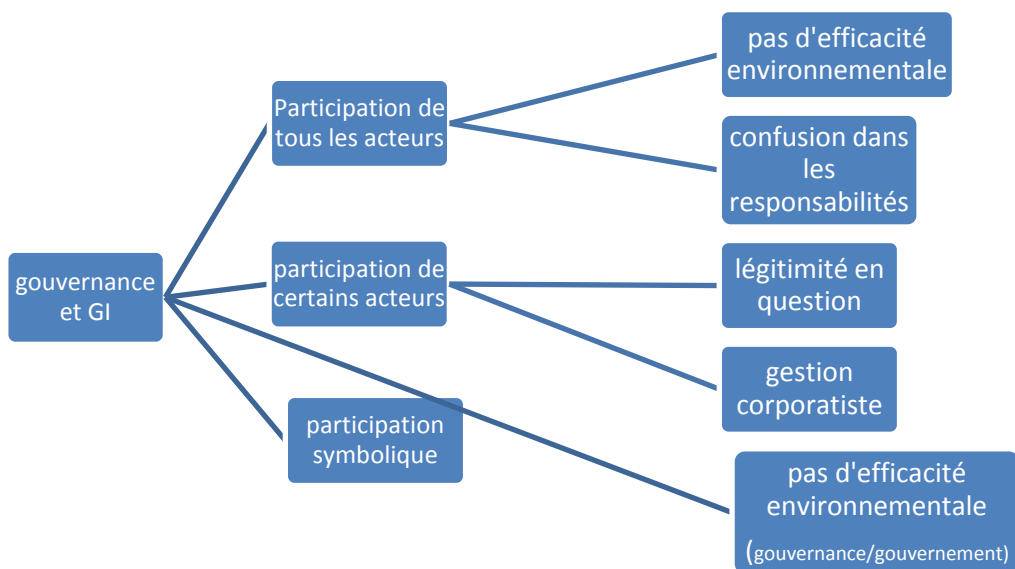 gouvernance
et GI
Participation de
tous les acteurs
pas d'efficacité
environnementale
confusion dans
les
responsabilités
participation de
certains acteurs
légitimité en
question
gestion
corporatiste
participation
symbolique
pas d'efficacité
environnementale
(gouvernance/gouvernement)